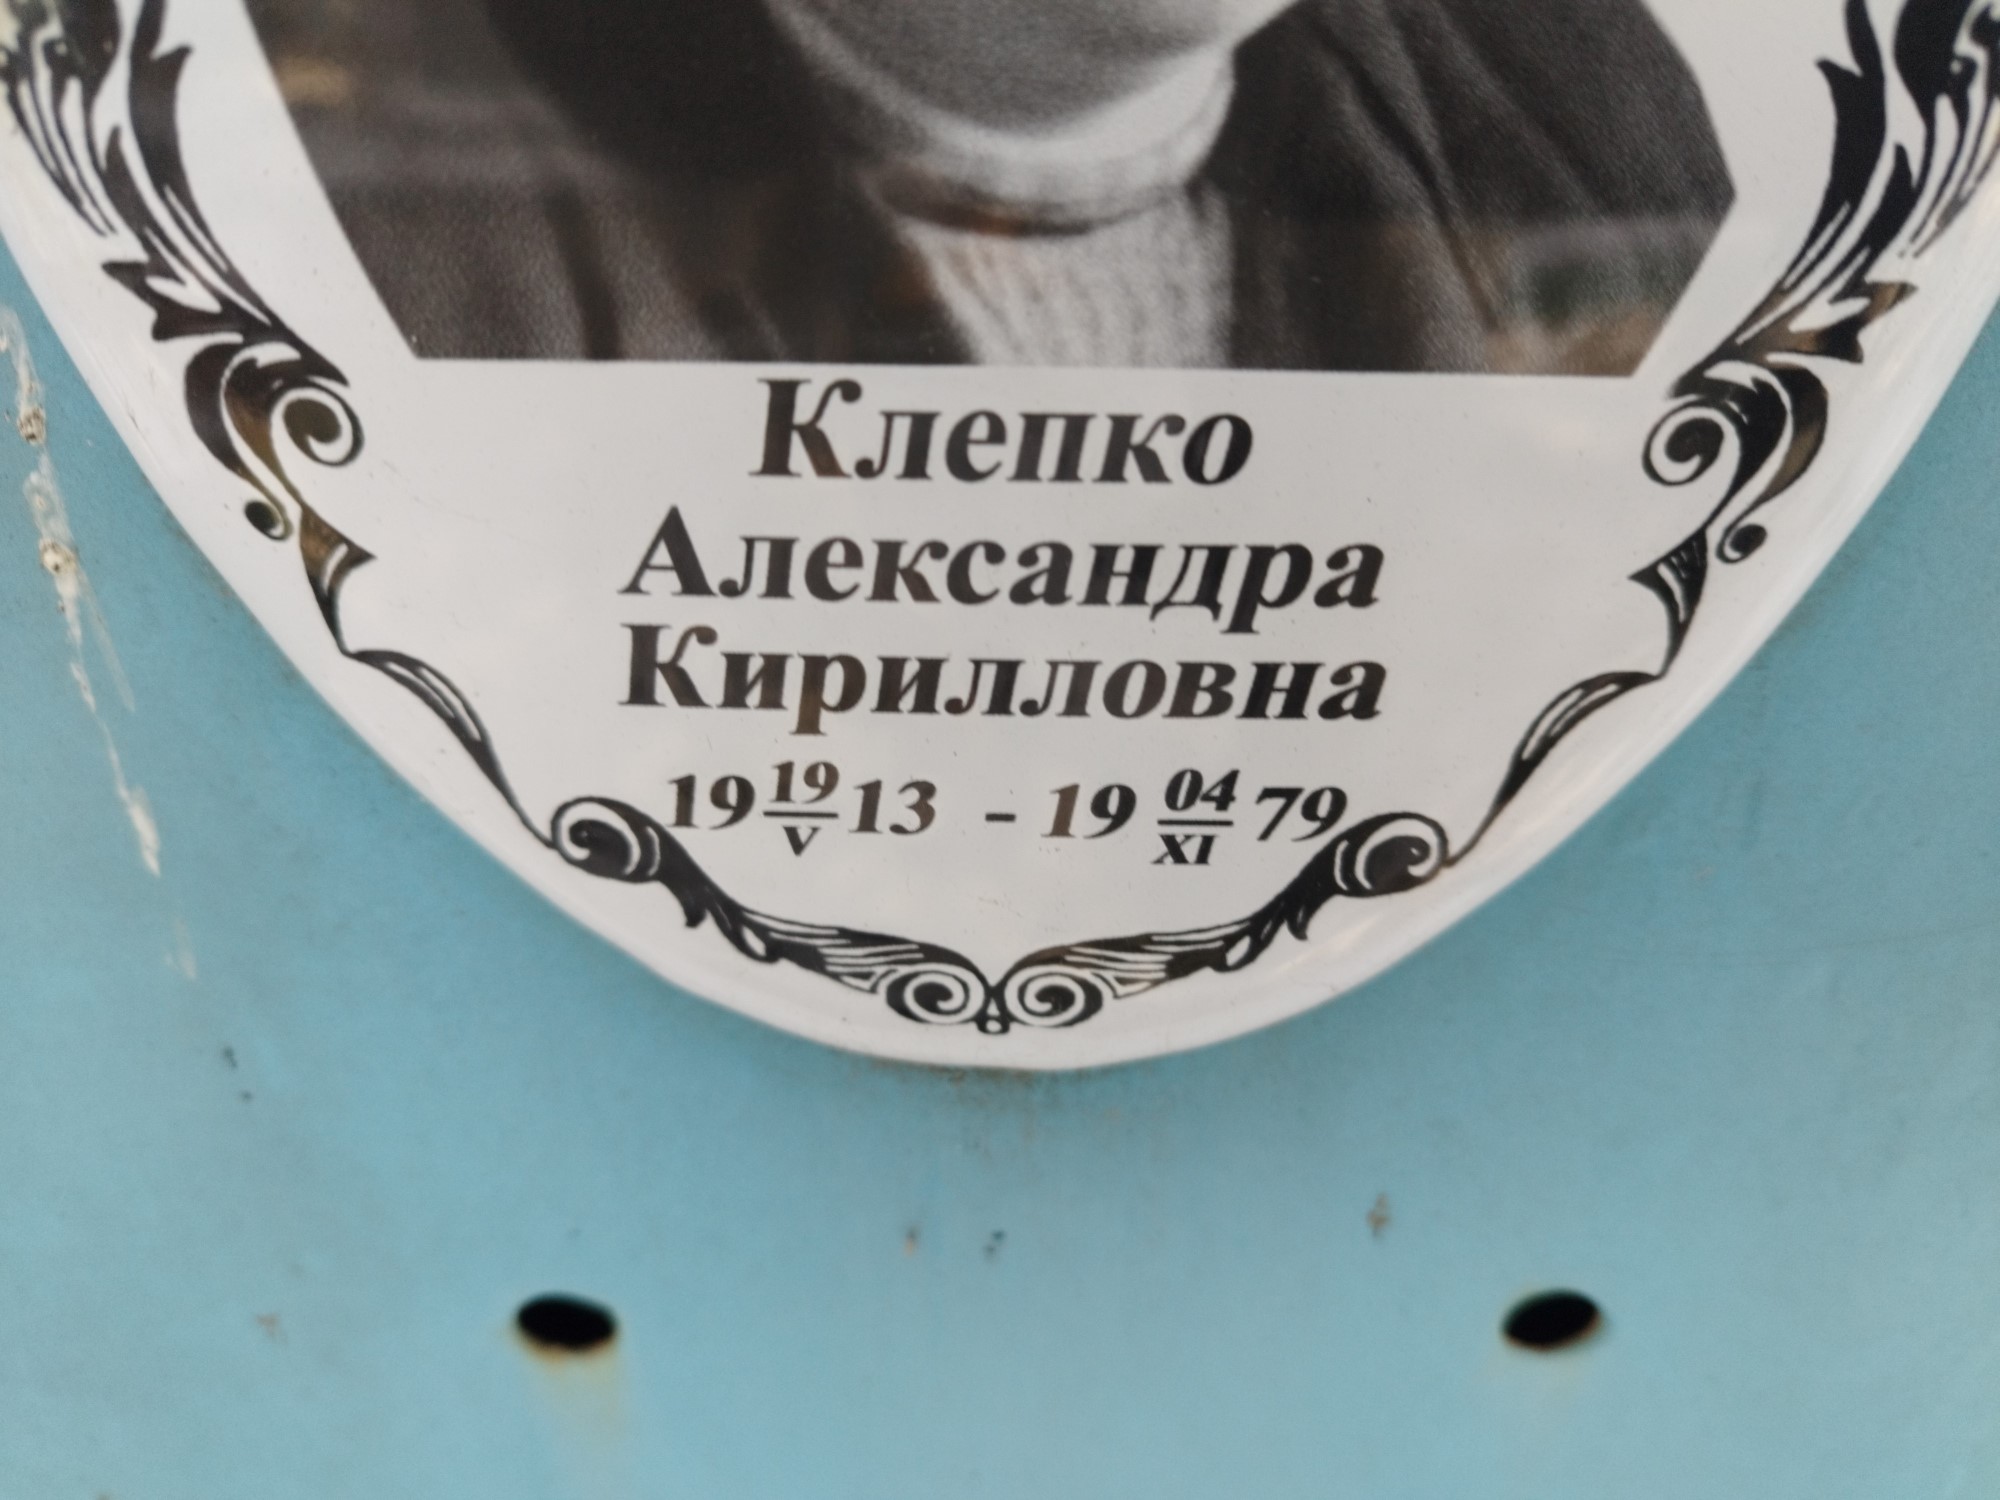 Клепко
Александра
Кирилловна
19 19/V 13 - 19 04/XI 79